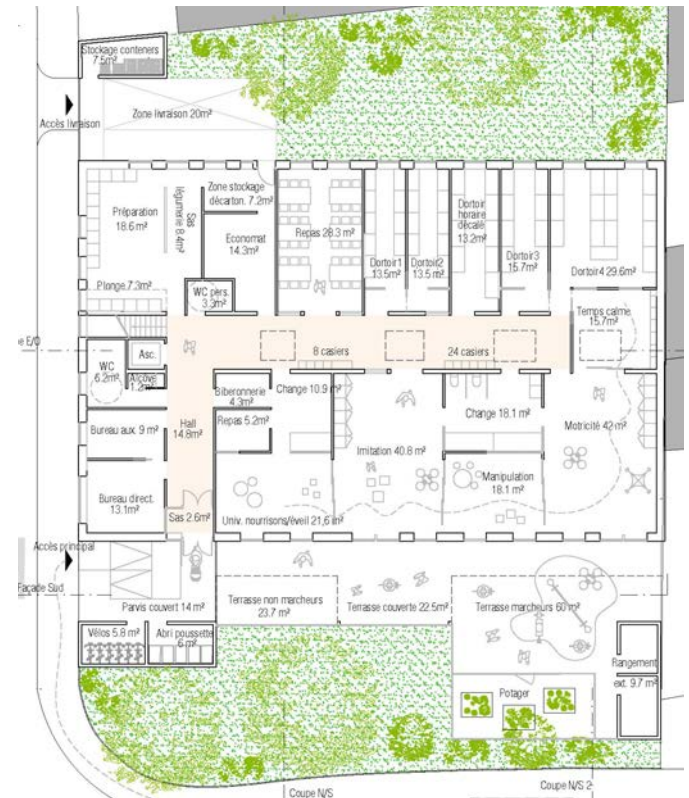 Stockage conteners
7.5m²
Accès livraison
Zone livraison 20m²
Préparation
18.6 m²
Sas
légumerie 8.4m²
Zone stockage
décarton. 7.2m²
Economat
14.3m²
Repas 28.3 m²
Dortoir1
13.5m²
Dortoir2
13.5 m²
Dortoir
horaire
décalé
13.2m²
Dortoir3
15.7m²
Dortoir4 29.6m²
Plonge 7.3m²
WC pers.
3.3m²
Temps calme
15.7m²
e E/O
WC
6.2m²
Asc.
Alcôve
1.2m²
8 casiers
24 casiers
Hall
14.8m²
Biberonnerie
4.3m²
Change 10.9 m²
Repas 5.2m²
Change 18.1 m²
Motricité 42 m²
Bureau aux. 9 m²
Imitation 40.8 m²
Manipulation
18.1 m²
Bureau direct.
13.1m²
Sas 2.6m²
Univ. nourrisons/éveil 21,6 m²
Accès principal
Façade Sud
Parvis couvert 14 m²
Terrasse non marcheurs
23.7 m²
Terrasse couverte 22.5m²
Terrasse marcheurs 60 m²
Vélos 5.8 m²
Abri poussette
6 m²
Rangement
ext. 9.7 m²
Potager
Coupe N/S
Coupe N/S 2